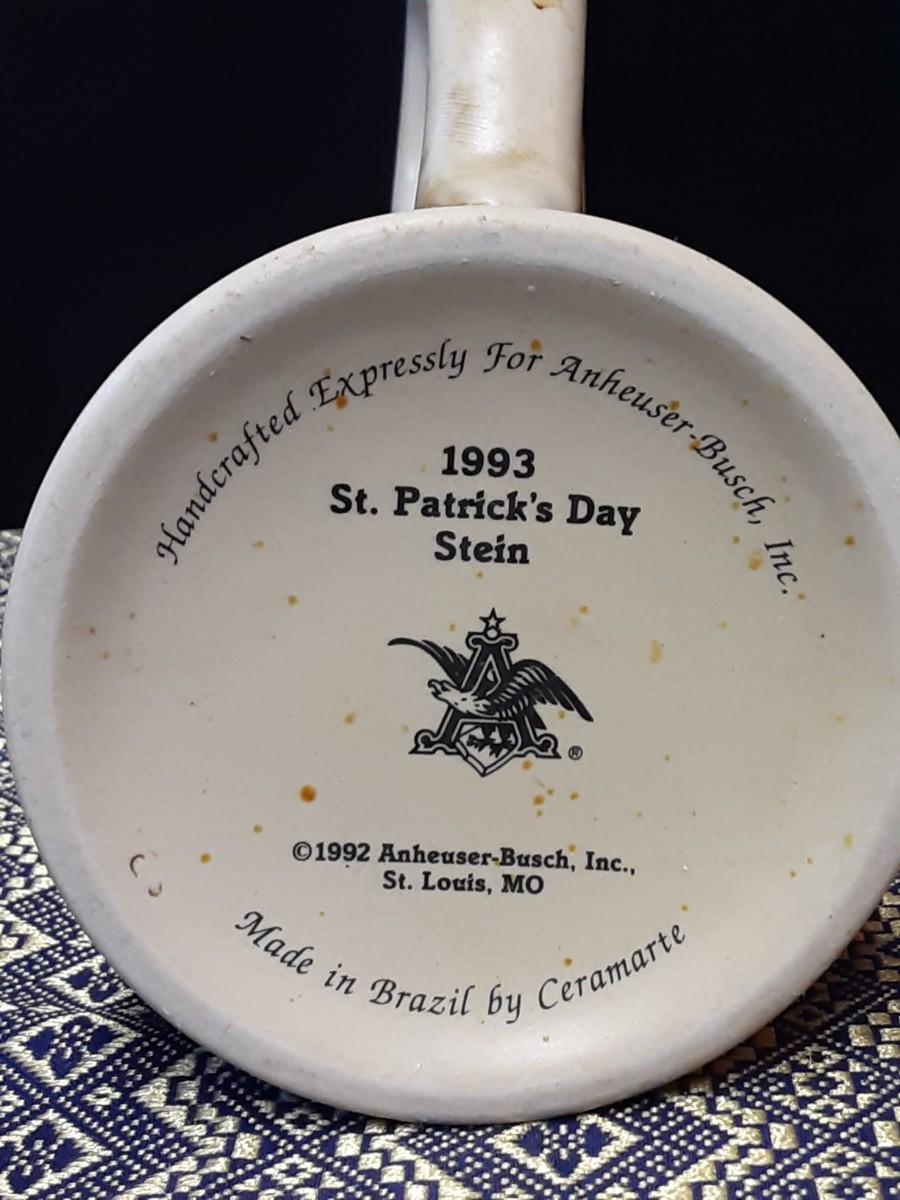 Handcrafted Expressly For Anheuser-Busch, Inc.
1993
St. Patrick's Day
Stein
A
®
©1992 Anheuser-Busch, Inc.,
St. Louis, MO
Made in Brazil by Ceramarte